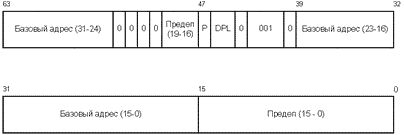 63 47 39 32
Базовый адрес (31-24) 0 0 0 0 Предел (19-16) P DPL 0 001 0 Базовый адрес (23-16)
31 15 0
Базовый адрес (15-0) Предел (15 - 0)